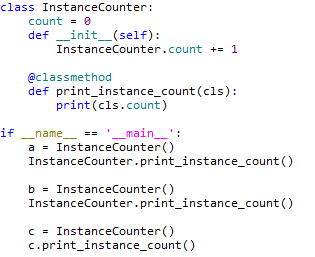 class InstanceCounter:
    count = 0
    def __init__(self):
        InstanceCounter.count += 1

    @classmethod
    def print_instance_count(cls):
        print(cls.count)

if __name__ == '__main__':
    a = InstanceCounter()
    InstanceCounter.print_instance_count()

    b = InstanceCounter()
    InstanceCounter.print_instance_count()

    c = InstanceCounter()
    c.print_instance_count()